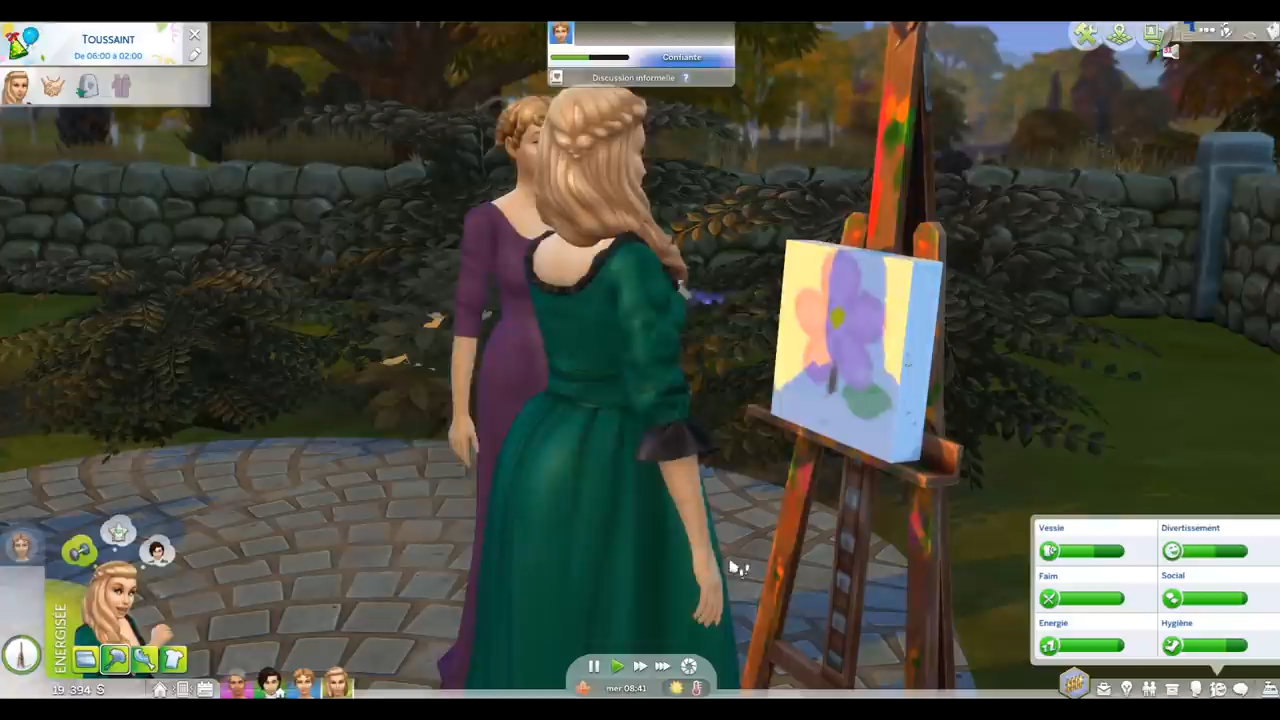 TOUSSAINT
De 06:00 à 02:00
Confiante
Discussion informelle ?
Vessie
Divertissement
Faim
Social
Energie
Hygiène
ENERGISÉE
19 394 §
mer 08:41